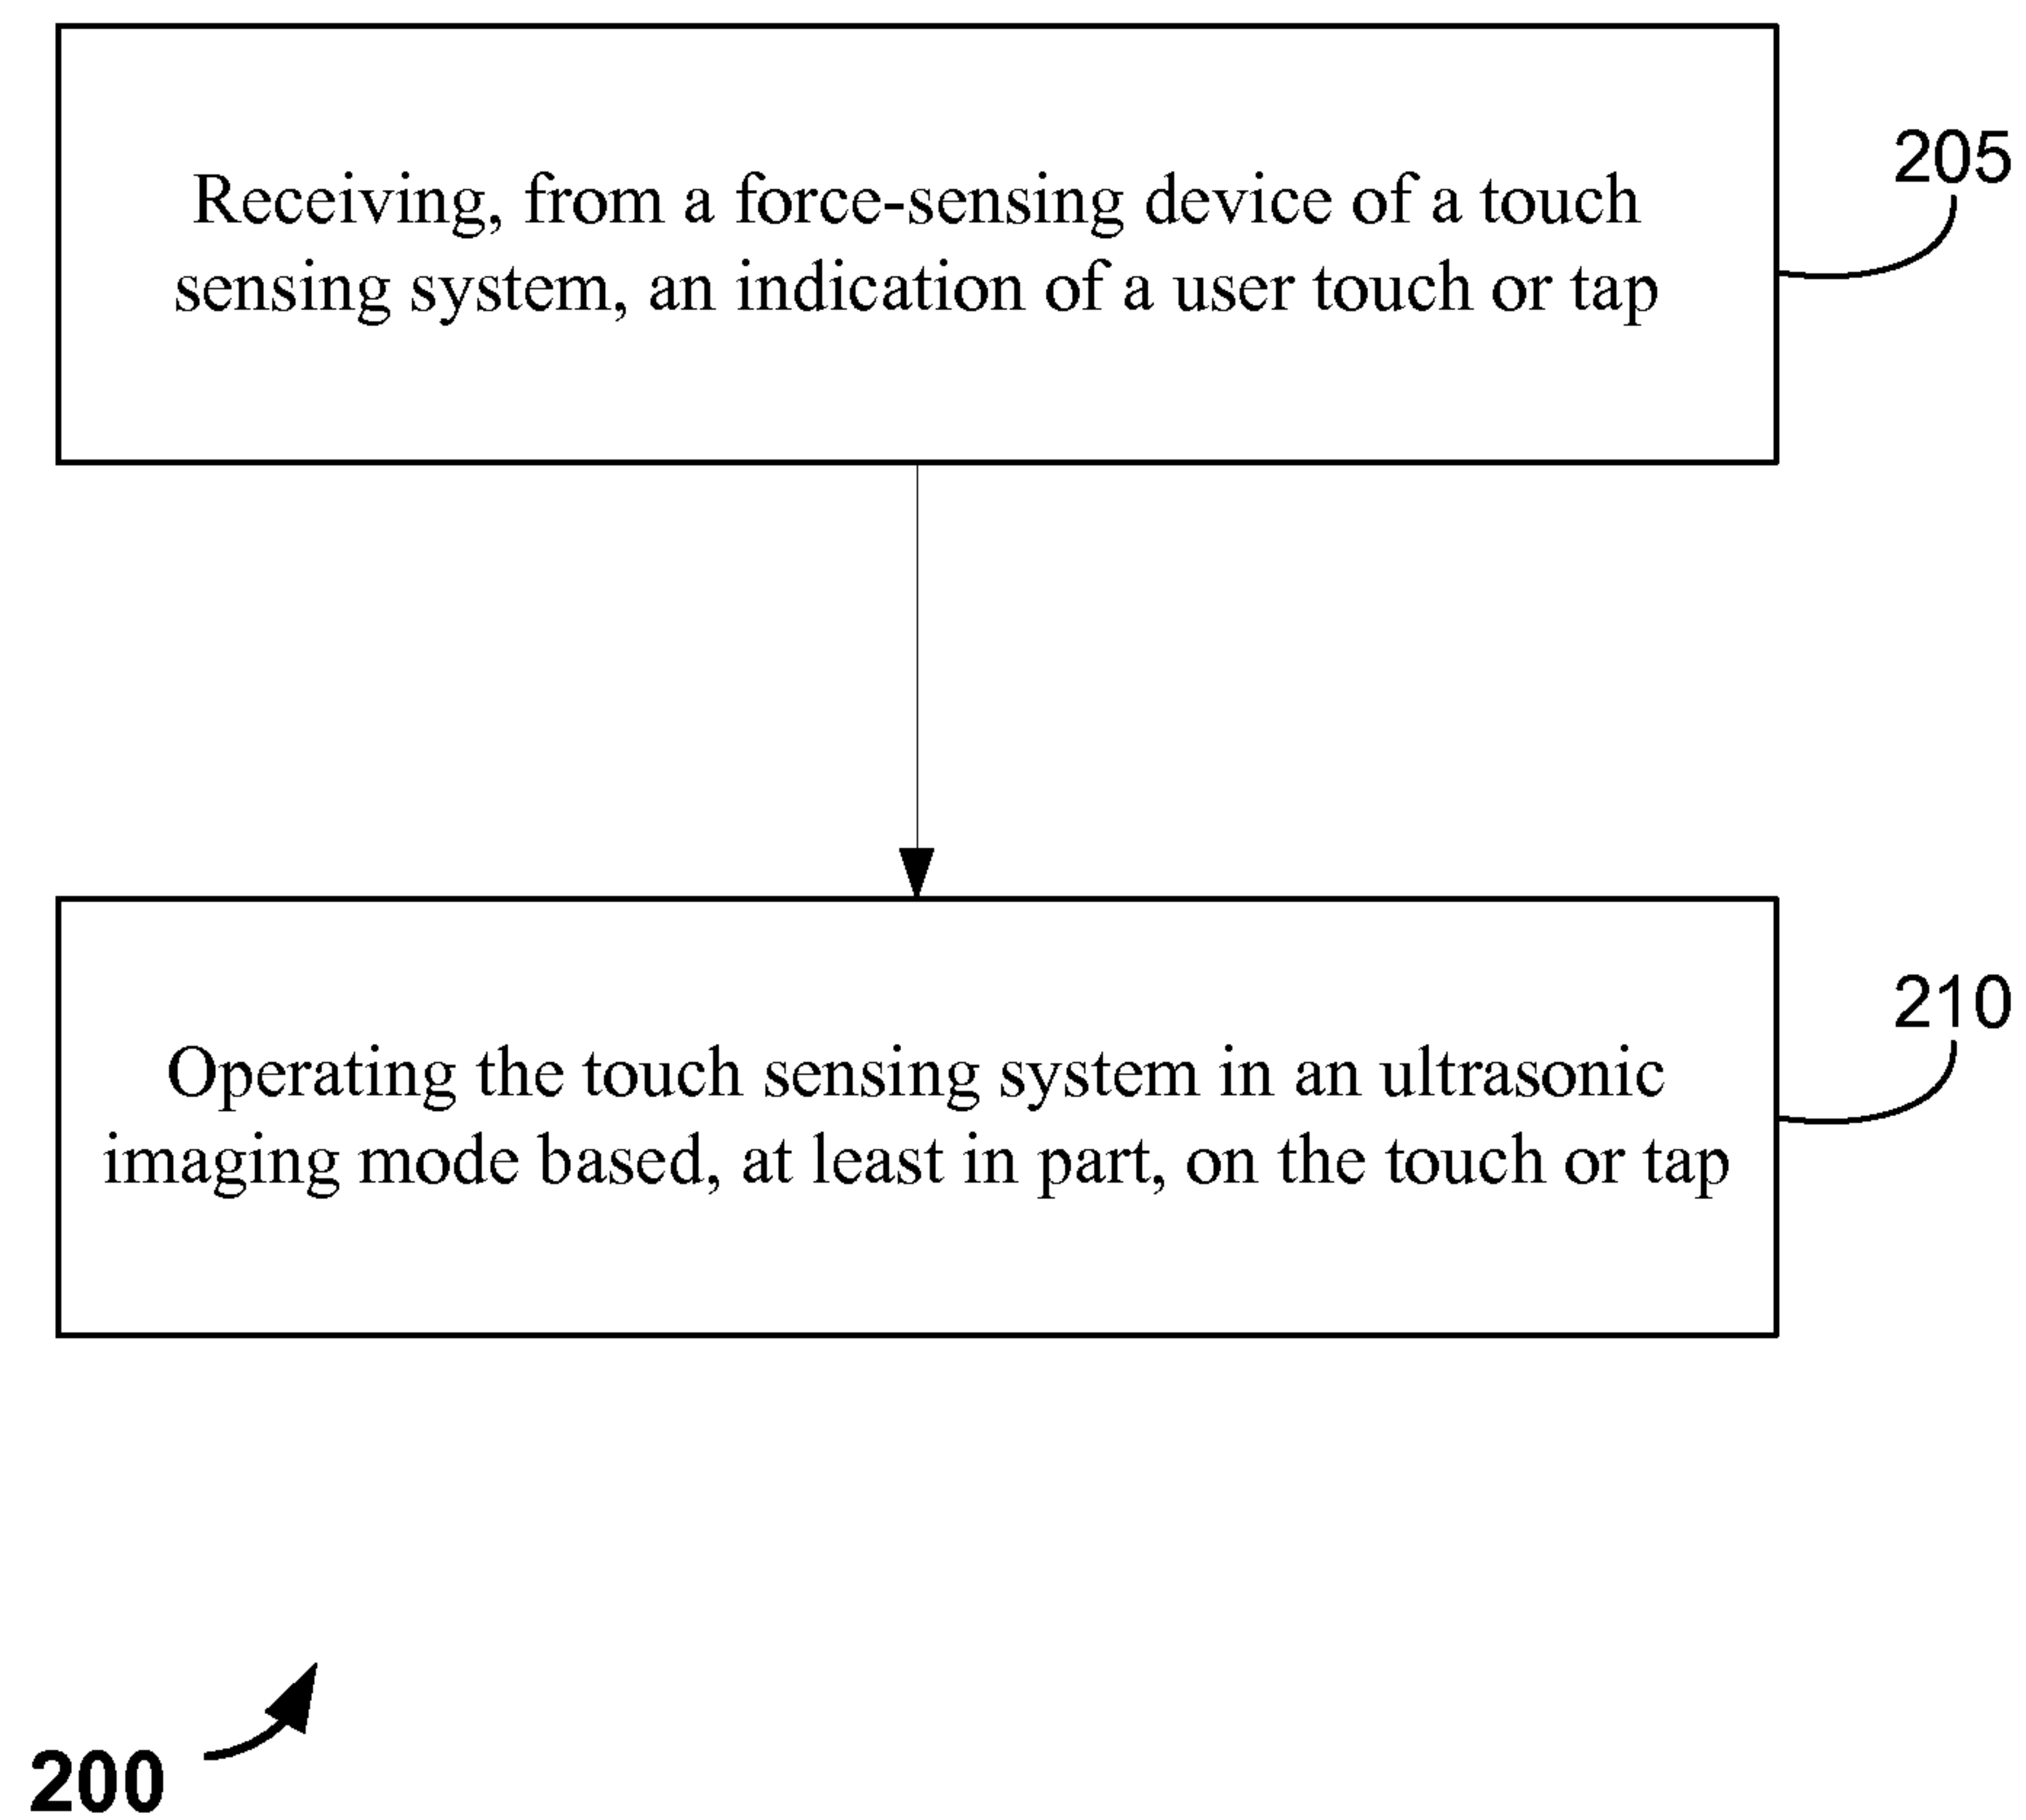 Receiving, from a force-sensing device of a touch
sensing system, an indication of a user touch or tap
205
Operating the touch sensing system in an ultrasonic
imaging mode based, at least in part, on the touch or tap
210
200